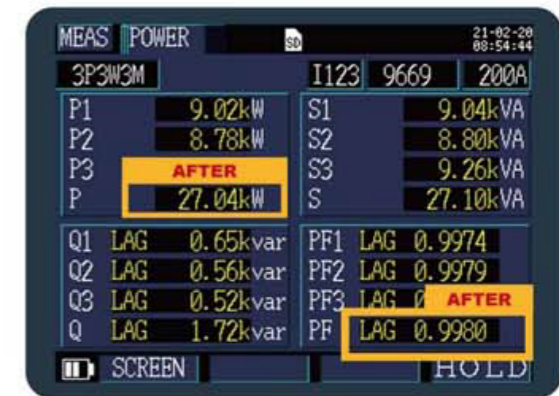 MEAS POWER SD 21-02-20
08:54:44
3P3W3M I123 9669 200A
P1 9.02kW S1 9.04kVA
P2 8.78kW S2 8.80kVA
P3 AFTER S3 9.26kVA
P 27.04kW S 27.10kVA
Q1 LAG 0.65kvar PF1 LAG 0.9974
Q2 LAG 0.56kvar PF2 LAG 0.9979
Q3 LAG 0.52kvar PF3 LAG AFTER
Q LAG 1.72kvar PF LAG 0.9980
SCREEN HOLD